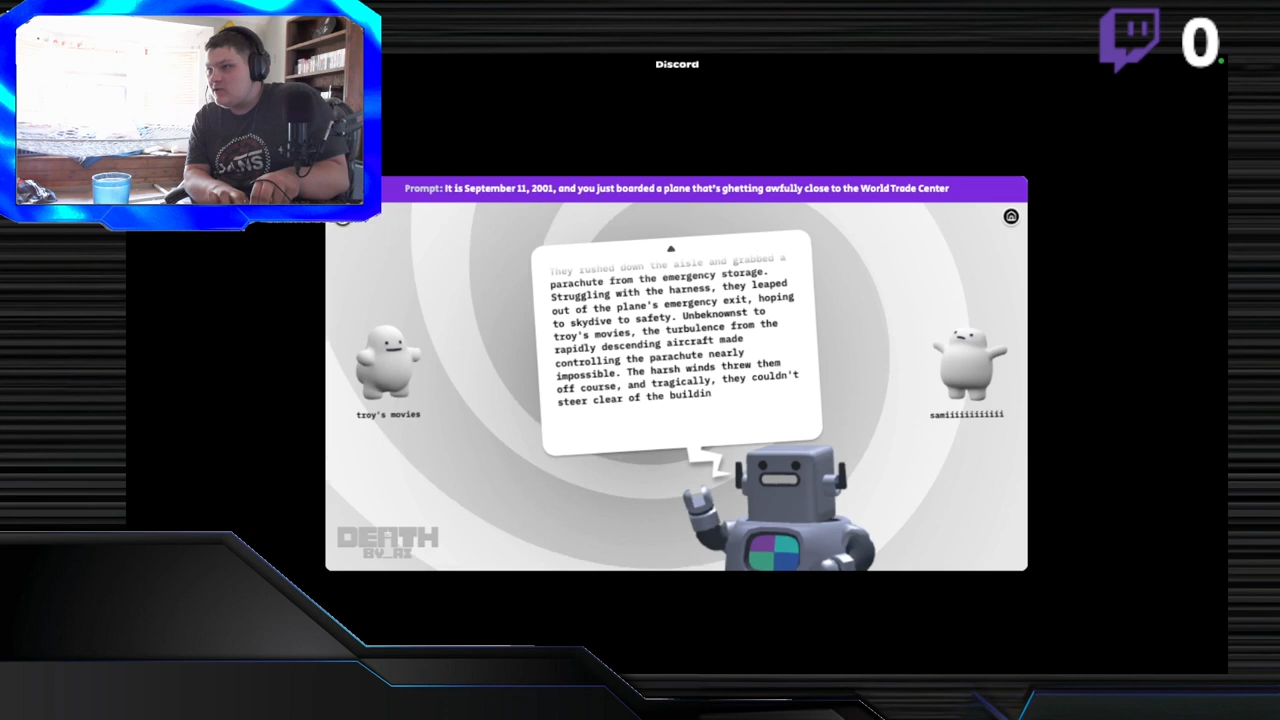 0
Discord
VANS
Prompt: It is September 11, 2001, and you just boarded a plane that's ghetting awfully close to the World Trade Center
They rushed down the aisle and grabbed a
parachute from the emergency storage.
Struggling with the harness, they leaped
out of the plane's emergency exit, hoping
to skydive to safety. Unbeknownst to
troy's movies, the turbulence from the
rapidly descending aircraft made
controlling the parachute nearly
impossible. The harsh winds threw them
off course, and tragically, they couldn't
steer clear of the buildin
troy's movies
samiiiiiiiiiiii
DEATH
BY_AI